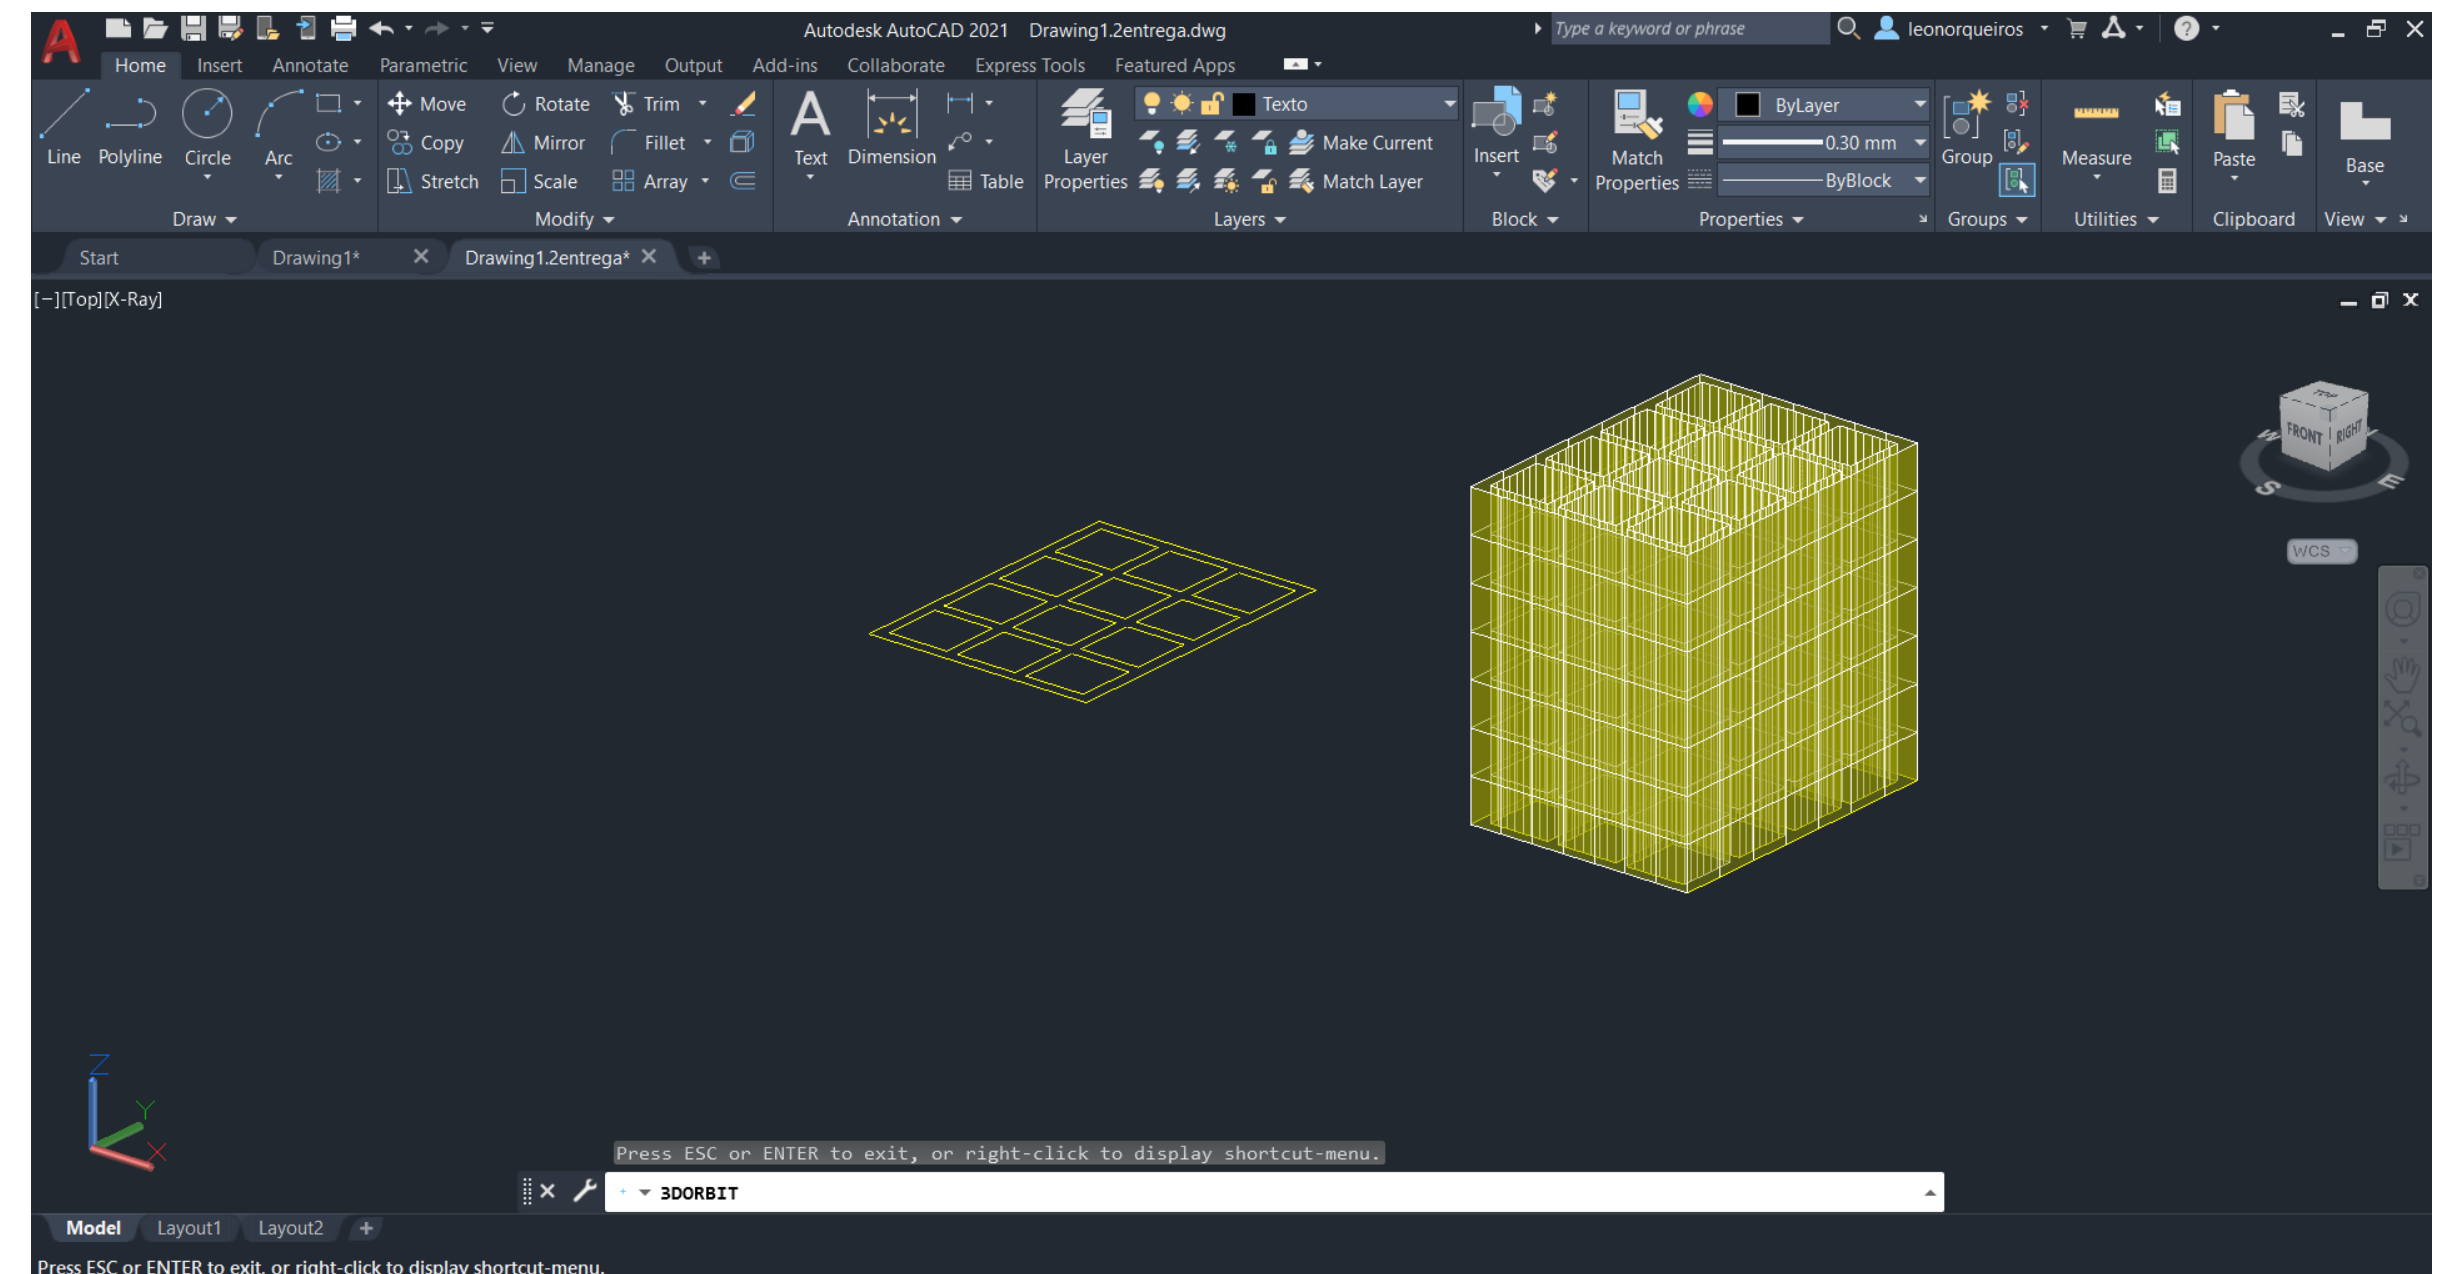 Autodesk AutoCAD 2021 Drawing1.2entrega.dwg Type a keyword or phrase leonorqueiros
Home Insert Annotate Parametric View Manage Output Add-ins Collaborate Express Tools Featured Apps
Move Rotate Trim Texto ByLayer
Copy Mirror Fillet Make Current 0.30 mm
Line Polyline Circle Arc Text Dimension Layer Properties Insert Match Properties Group Measure Paste Base
Stretch Scale Array Table Match Layer ByBlock
Draw Modify Annotation Layers Block Properties Groups Utilities Clipboard View
Start Drawing1* Drawing1.2entrega* +
[−][Top][X-Ray]
TOP
FRONT RIGHT
W
S E
WCS
Z
Y
X
Press ESC or ENTER to exit, or right-click to display shortcut-menu.
3DORBIT
Model Layout1 Layout2 +
Press ESC or ENTER to exit, or right-click to display shortcut-menu.